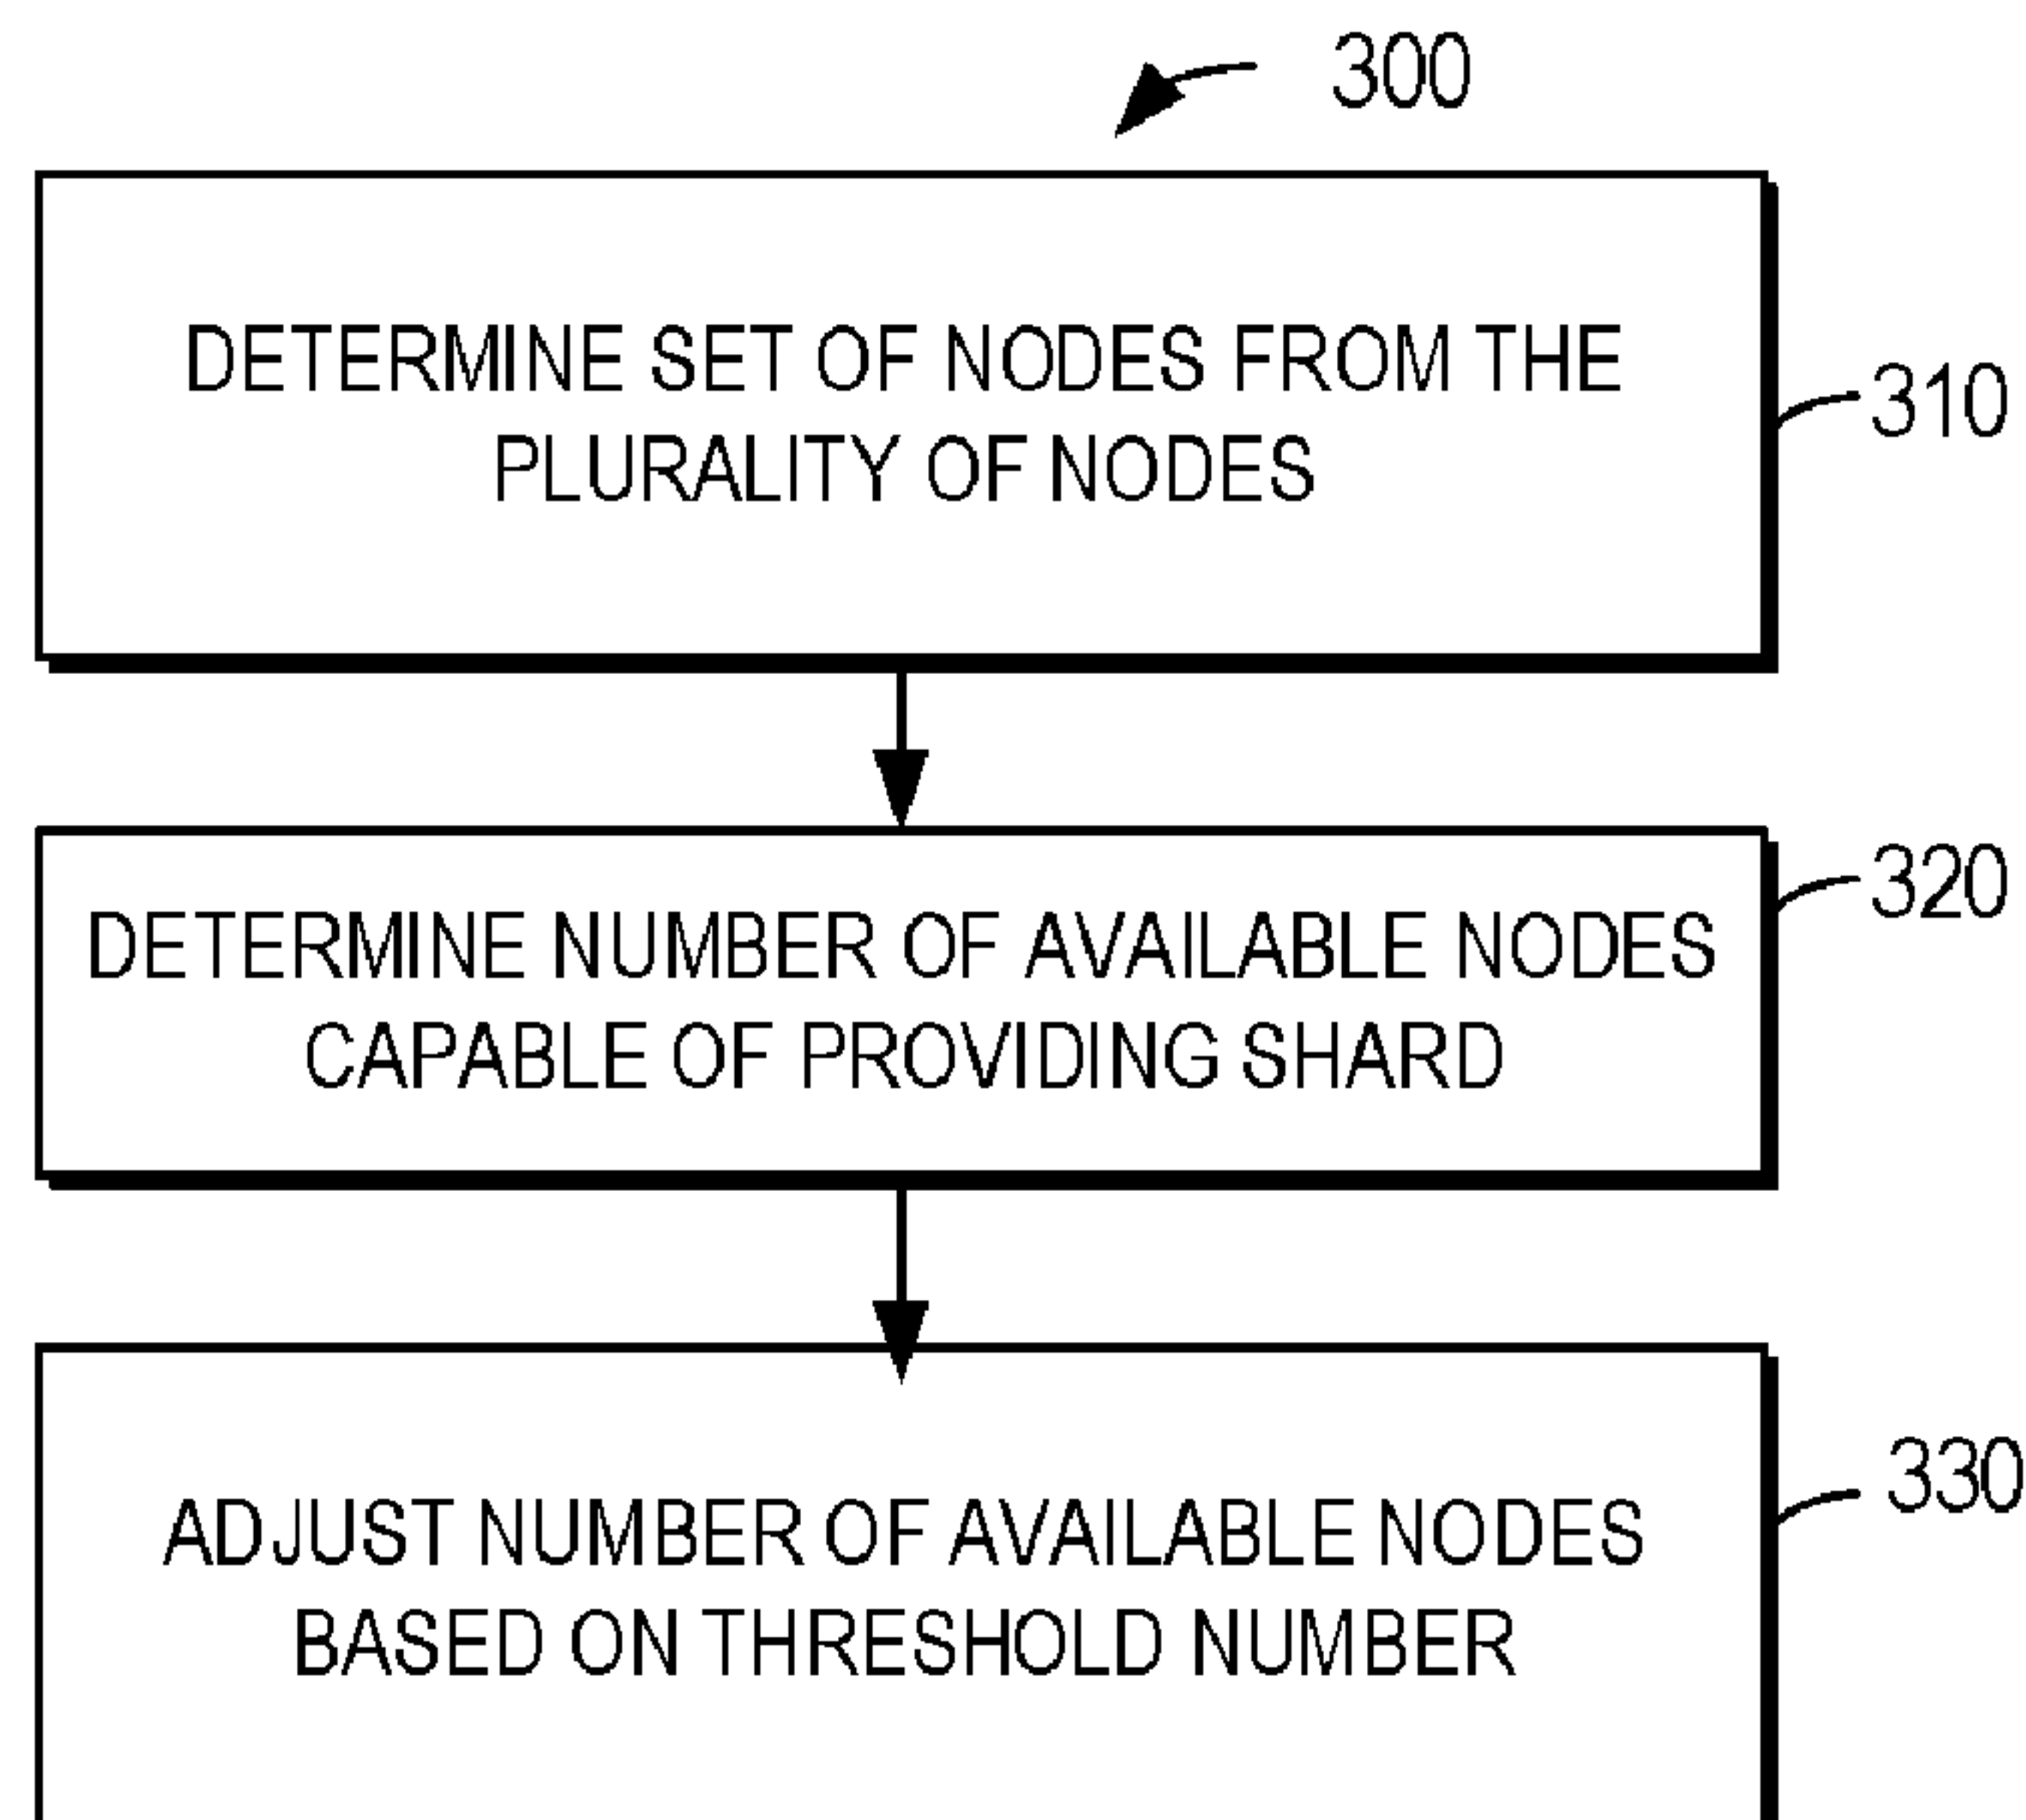 300
DETERMINE SET OF NODES FROM THE
PLURALITY OF NODES
310
DETERMINE NUMBER OF AVAILABLE NODES
CAPABLE OF PROVIDING SHARD
320
ADJUST NUMBER OF AVAILABLE NODES
BASED ON THRESHOLD NUMBER
330